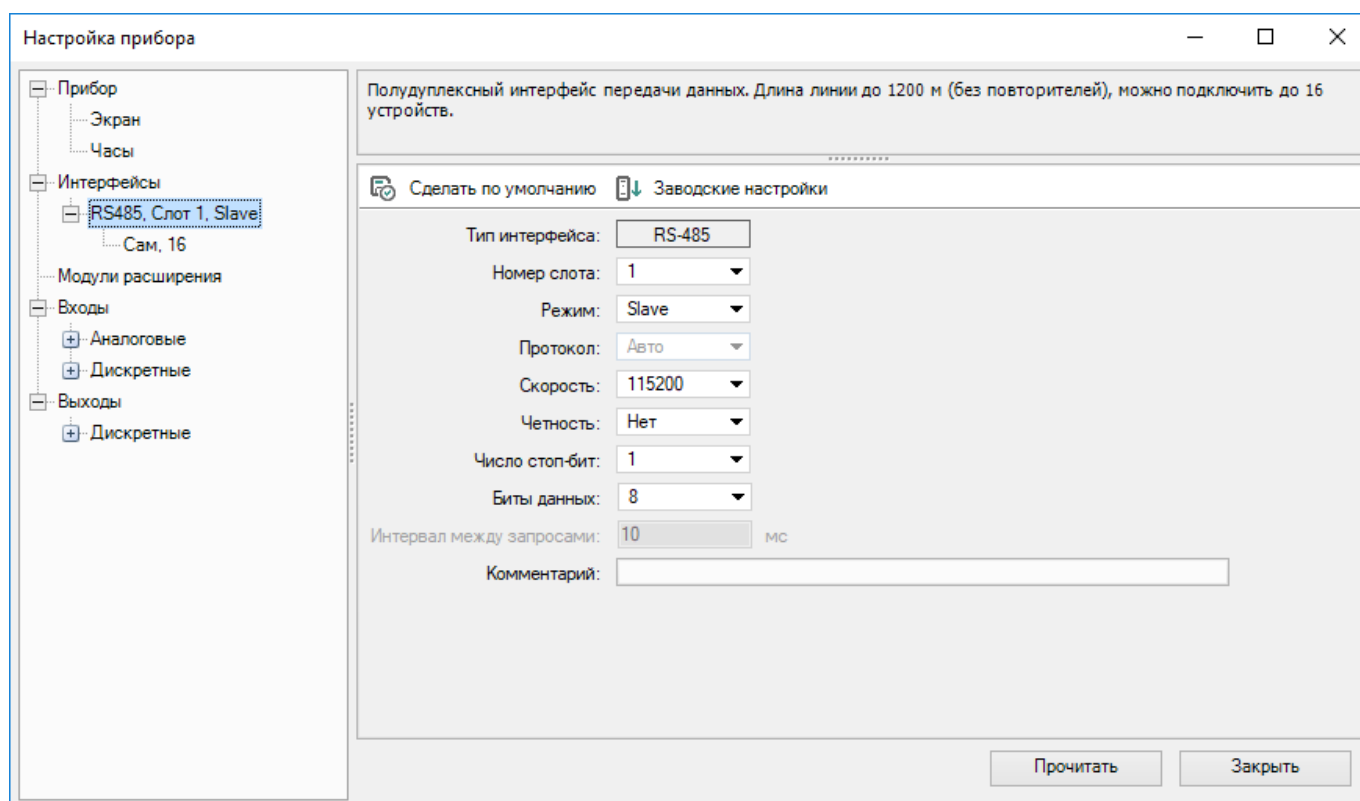 Настройка прибора
Прибор
Экран
Часы
Интерфейсы
RS485, Слот 1, Slave
Сам, 16
Модули расширения
Входы
Аналоговые
Дискретные
Выходы
Дискретные
Полудуплексный интерфейс передачи данных. Длина линии до 1200 м (без повторителей), можно подключить до 16
устройств.
Сделать по умолчанию Заводские настройки
Тип интерфейса: RS-485
Номер слота: 1
Режим: Slave
Протокол: Авто
Скорость: 115200
Четность: Нет
Число стоп-бит: 1
Биты данных: 8
Интервал между запросами: 10 мс
Комментарий:
Прочитать Закрыть